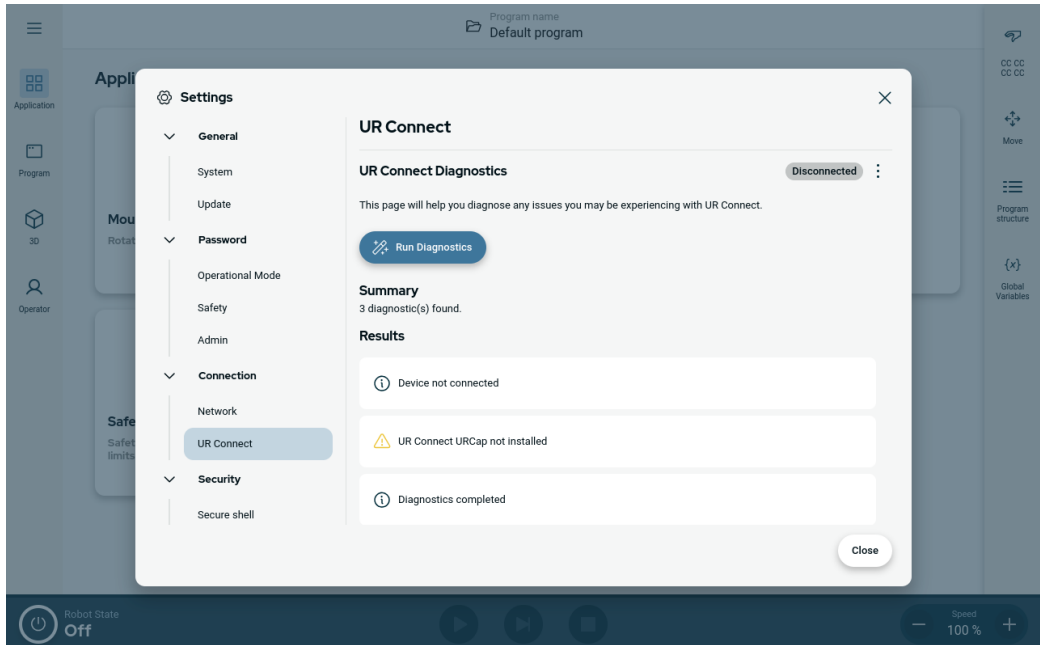 Program name
Default program
Application
Program
3D
Operator
Appli
Mou
Rotat
Safe
Safet
limits
Settings
General
System
Update
Password
Operational Mode
Safety
Admin
Connection
Network
UR Connect
Security
Secure shell
UR Connect
UR Connect Diagnostics
Disconnected
This page will help you diagnose any issues you may be experiencing with UR Connect.
Run Diagnostics
Summary
3 diagnostic(s) found.
Results
Device not connected
UR Connect URCap not installed
Diagnostics completed
Close
CC CC
CC CC
Move
Program
structure
{x}
Global
Variables
Robot State
Off
Speed
100 %